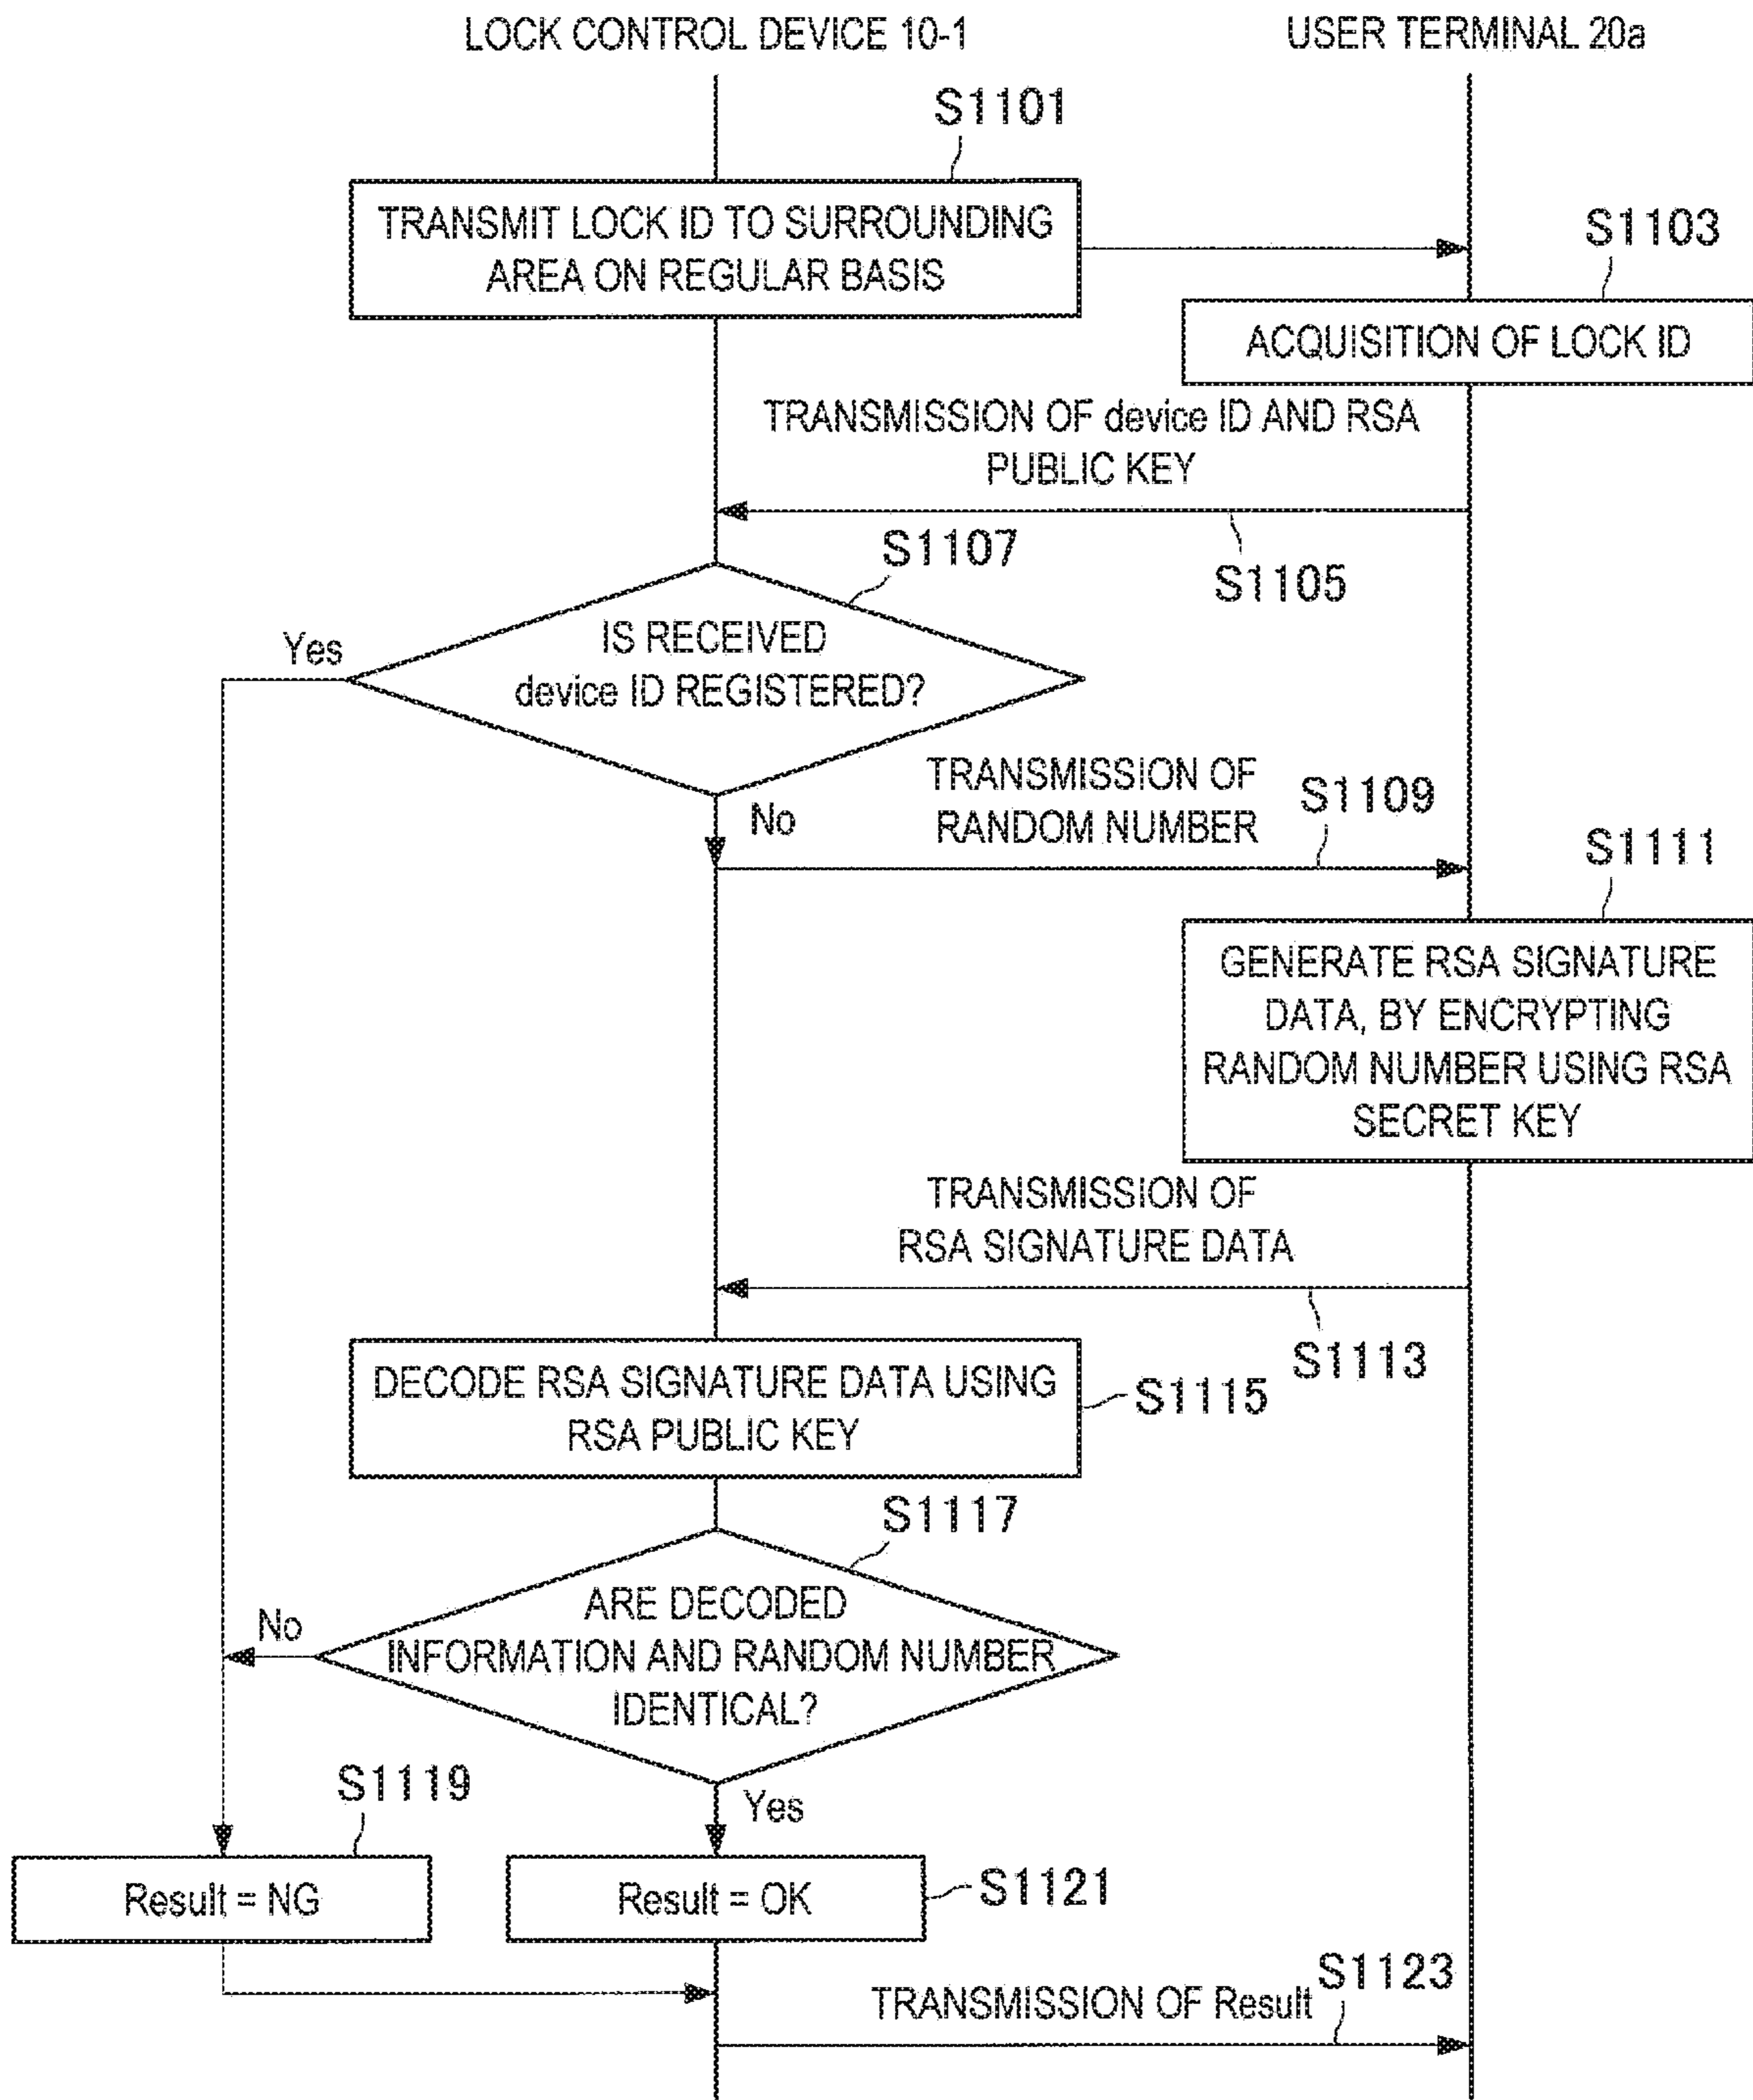 LOCK CONTROL DEVICE 10-1
USER TERMINAL 20a
S1101
TRANSMIT LOCK ID TO SURROUNDING
AREA ON REGULAR BASIS
S1103
ACQUISITION OF LOCK ID
TRANSMISSION OF device ID AND RSA
PUBLIC KEY
S1105
S1107
IS RECEIVED
device ID REGISTERED?
Yes
No
TRANSMISSION OF
RANDOM NUMBER
S1109
S1111
GENERATE RSA SIGNATURE
DATA, BY ENCRYPTING
RANDOM NUMBER USING RSA
SECRET KEY
TRANSMISSION OF
RSA SIGNATURE DATA
S1113
DECODE RSA SIGNATURE DATA USING
RSA PUBLIC KEY
S1115
S1117
ARE DECODED
INFORMATION AND RANDOM NUMBER
IDENTICAL?
No
Yes
S1119
Result = NG
Result = OK
S1121
TRANSMISSION OF Result
S1123